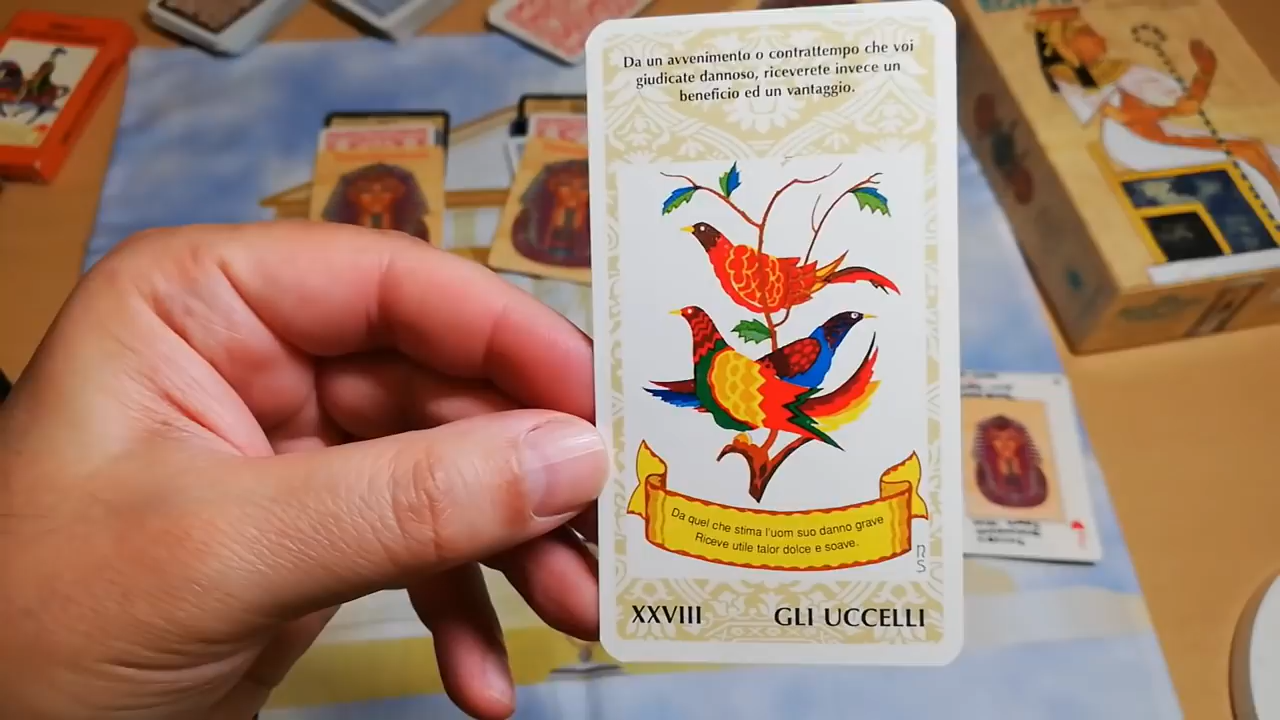 Da un avvenimento o contrattempo che voi
giudicate dannoso, riceverete invece un
beneficio ed un vantaggio.
Da quel che stima l'uom suo danno grave
Riceve utile talor dolce e soave.
XXVIII GLI UCCELLI